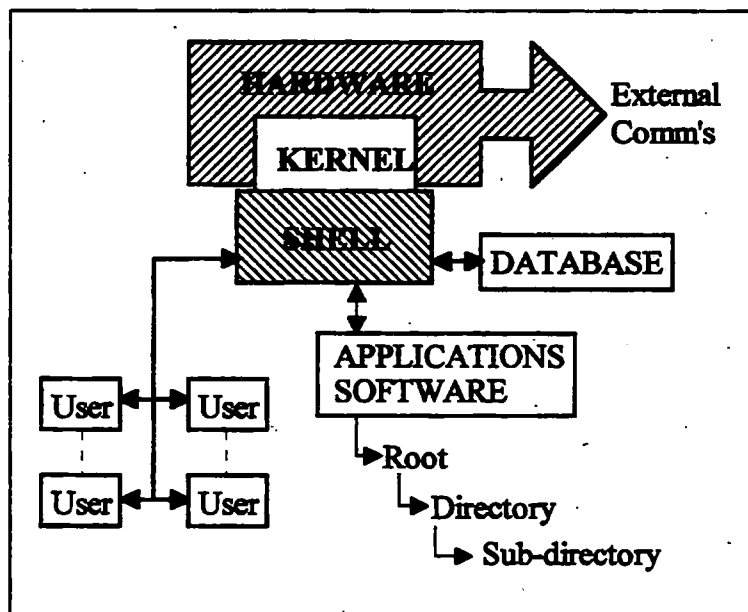 HARDWARE
External
Comm's
KERNEL
SHELL
DATABASE
APPLICATIONS
SOFTWARE
User User
User User
Root
Directory
Sub-directory